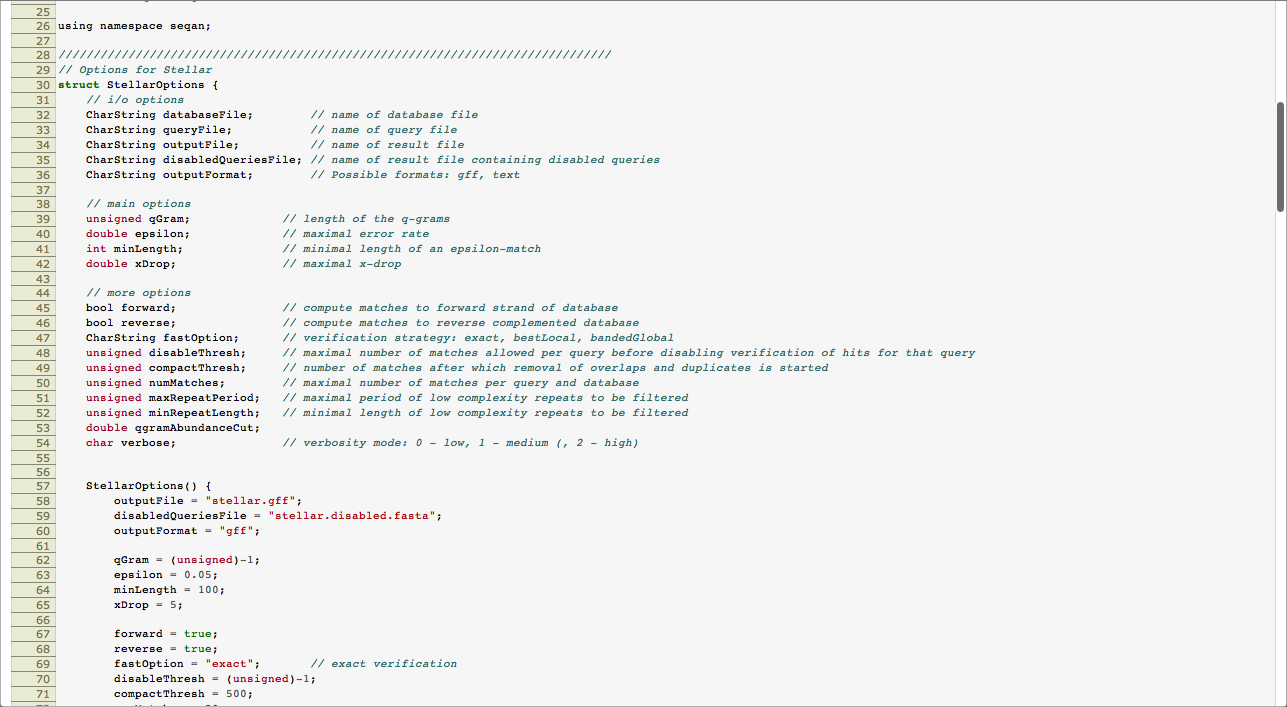 25
26 using namespace seqan;
27
28 ///////////////////////////////////////////////////////////////////////////////
29 // Options for Stellar
30 struct StellarOptions {
31 // i/o options
32 CharString databaseFile; // name of database file
33 CharString queryFile; // name of query file
34 CharString outputFile; // name of result file
35 CharString disabledQueriesFile; // name of result file containing disabled queries
36 CharString outputFormat; // Possible formats: gff, text
37
38 // main options
39 unsigned qGram; // length of the q-grams
40 double epsilon; // maximal error rate
41 int minLength; // minimal length of an epsilon-match
42 double xDrop; // maximal x-drop
43
44 // more options
45 bool forward; // compute matches to forward strand of database
46 bool reverse; // compute matches to reverse complemented database
47 CharString fastOption; // verification strategy: exact, bestLocal, bandedGlobal
48 unsigned disableThresh; // maximal number of matches allowed per query before disabling verification of hits for that query
49 unsigned compactThresh; // number of matches after which removal of overlaps and duplicates is started
50 unsigned numMatches; // maximal number of matches per query and database
51 unsigned maxRepeatPeriod; // maximal period of low complexity repeats to be filtered
52 unsigned minRepeatLength; // minimal length of low complexity repeats to be filtered
53 double qgramAbundanceCut;
54 char verbose; // verbosity mode: 0 - low, 1 - medium (, 2 - high)
55
56
57 StellarOptions() {
58 outputFile = "stellar.gff";
59 disabledQueriesFile = "stellar.disabled.fasta";
60 outputFormat = "gff";
61
62 qGram = (unsigned)-1;
63 epsilon = 0.05;
64 minLength = 100;
65 xDrop = 5;
66
67 forward = true;
68 reverse = true;
69 fastOption = "exact"; // exact verification
70 disableThresh = (unsigned)-1;
71 compactThresh = 500;